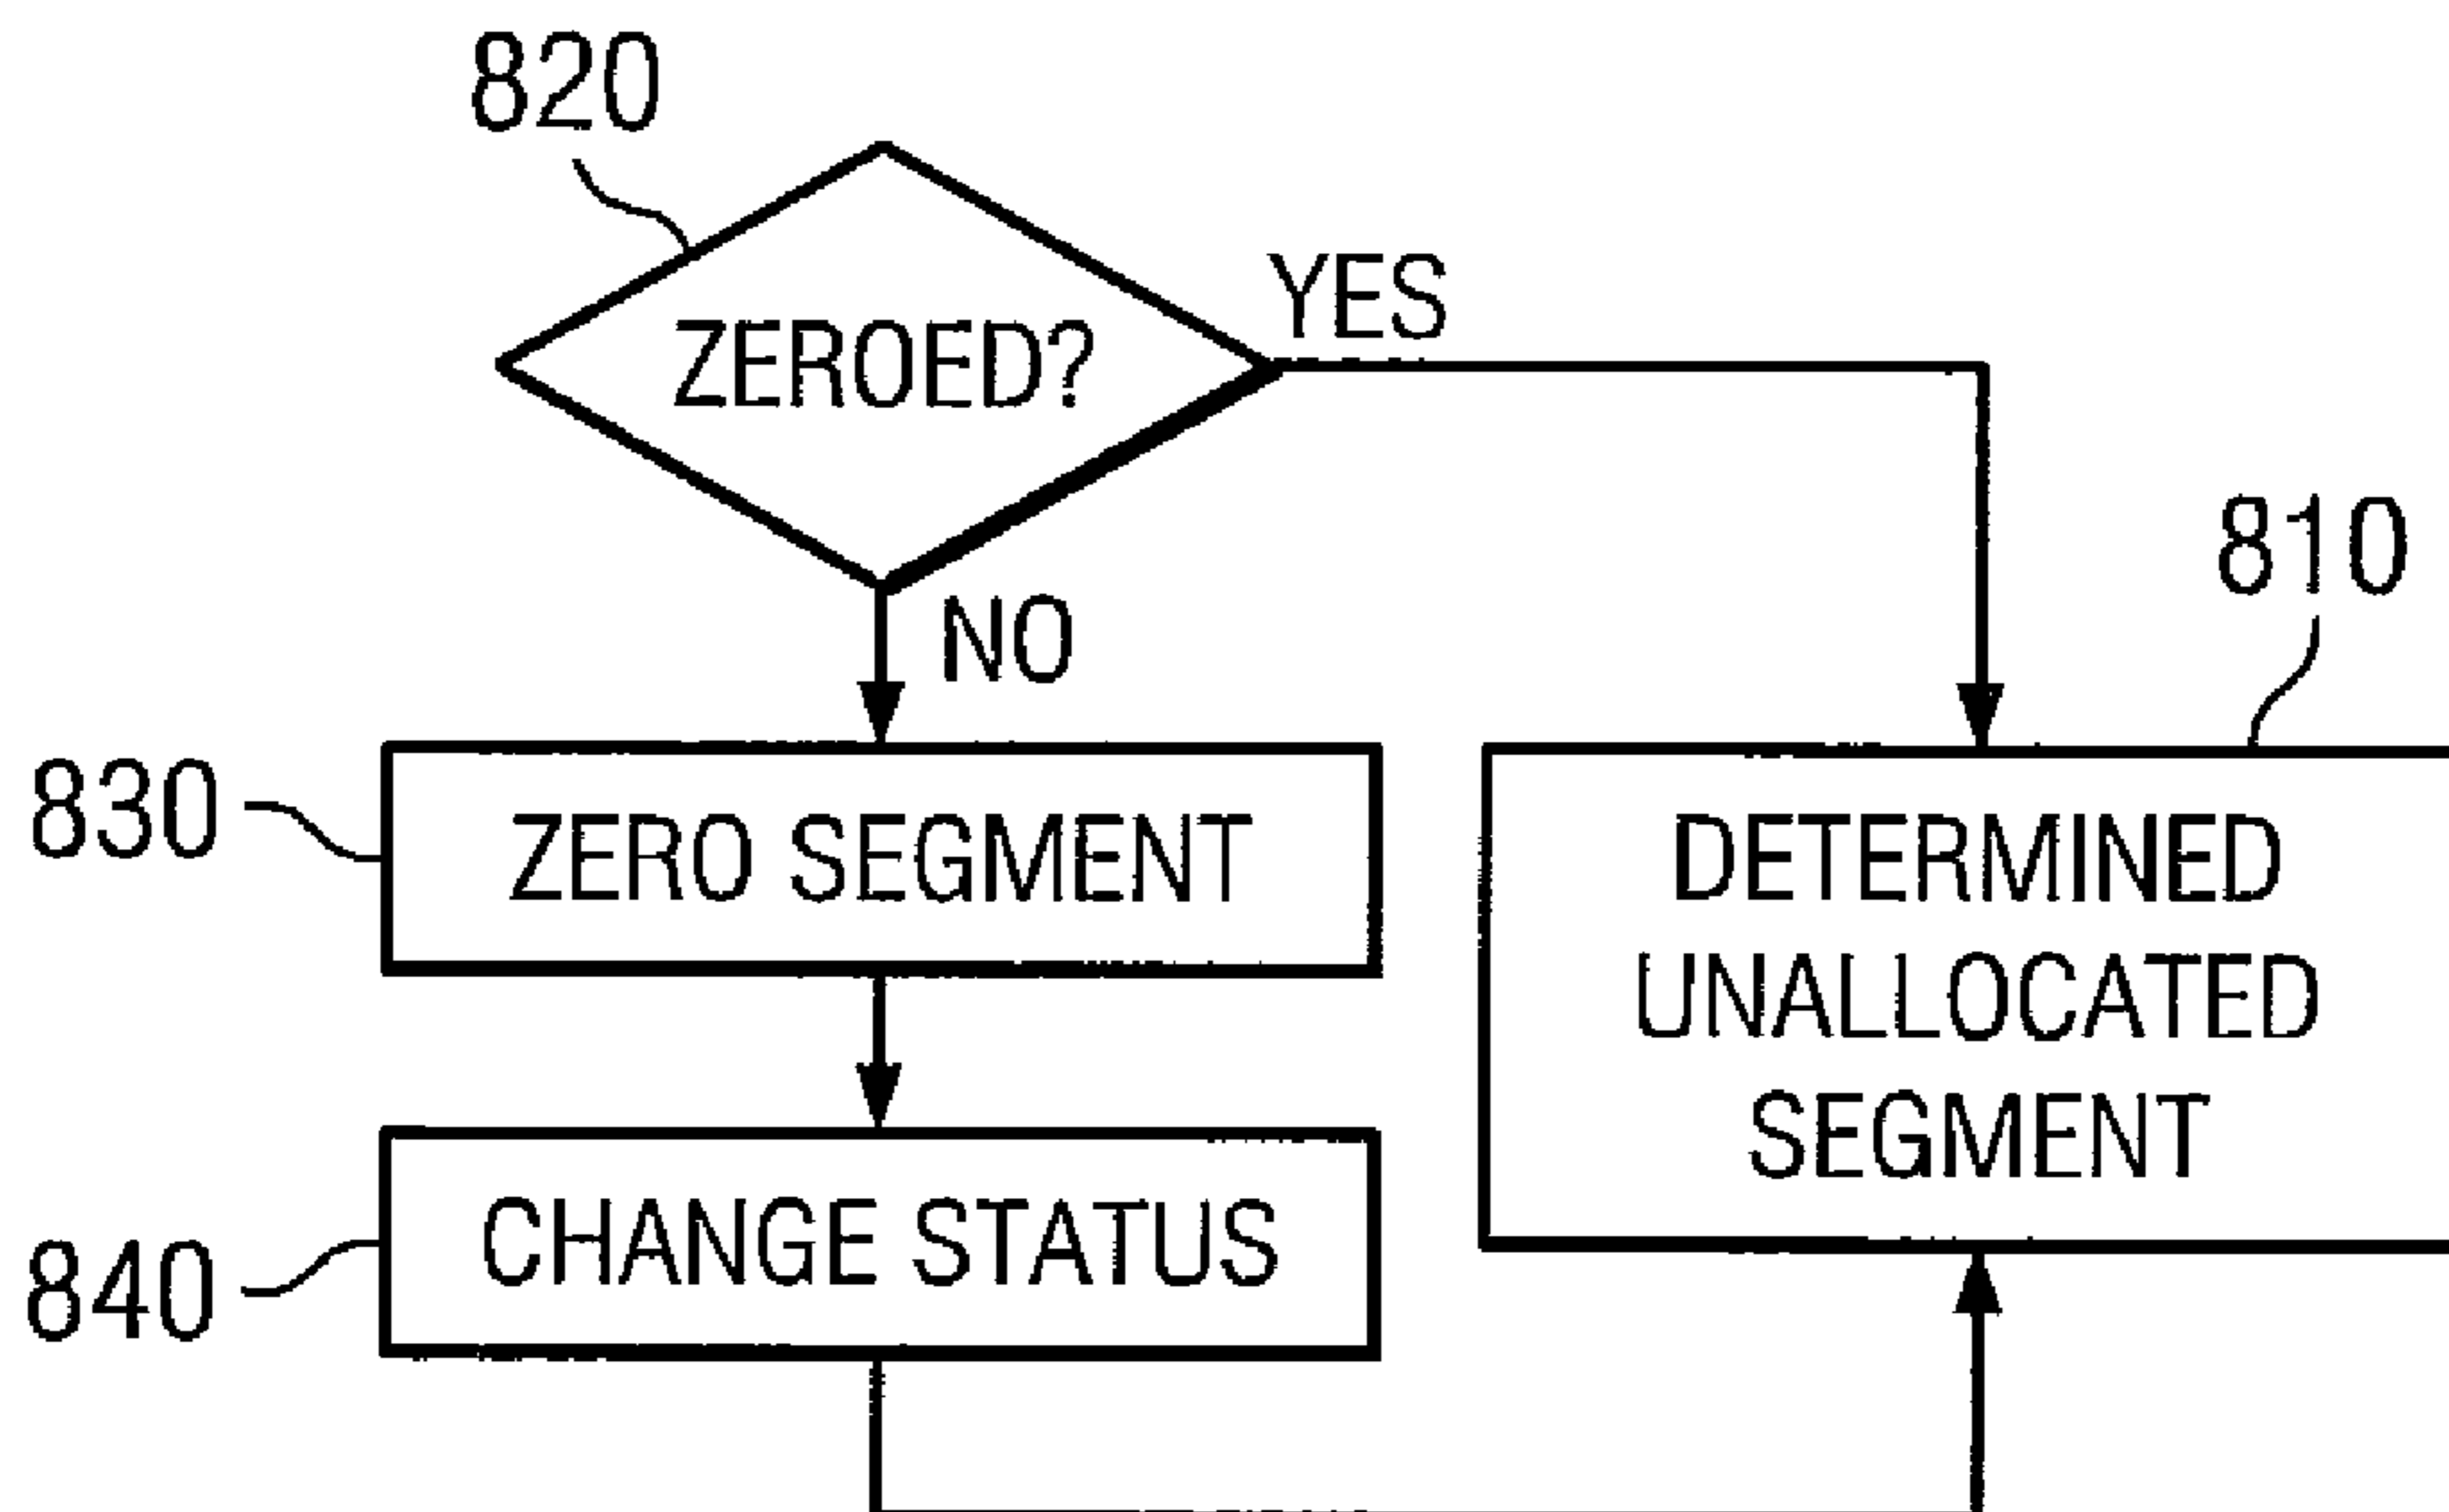 820
ZEROED?
YES
NO
810
830
ZERO SEGMENT
DETERMINED
UNALLOCATED
SEGMENT
840
CHANGE STATUS